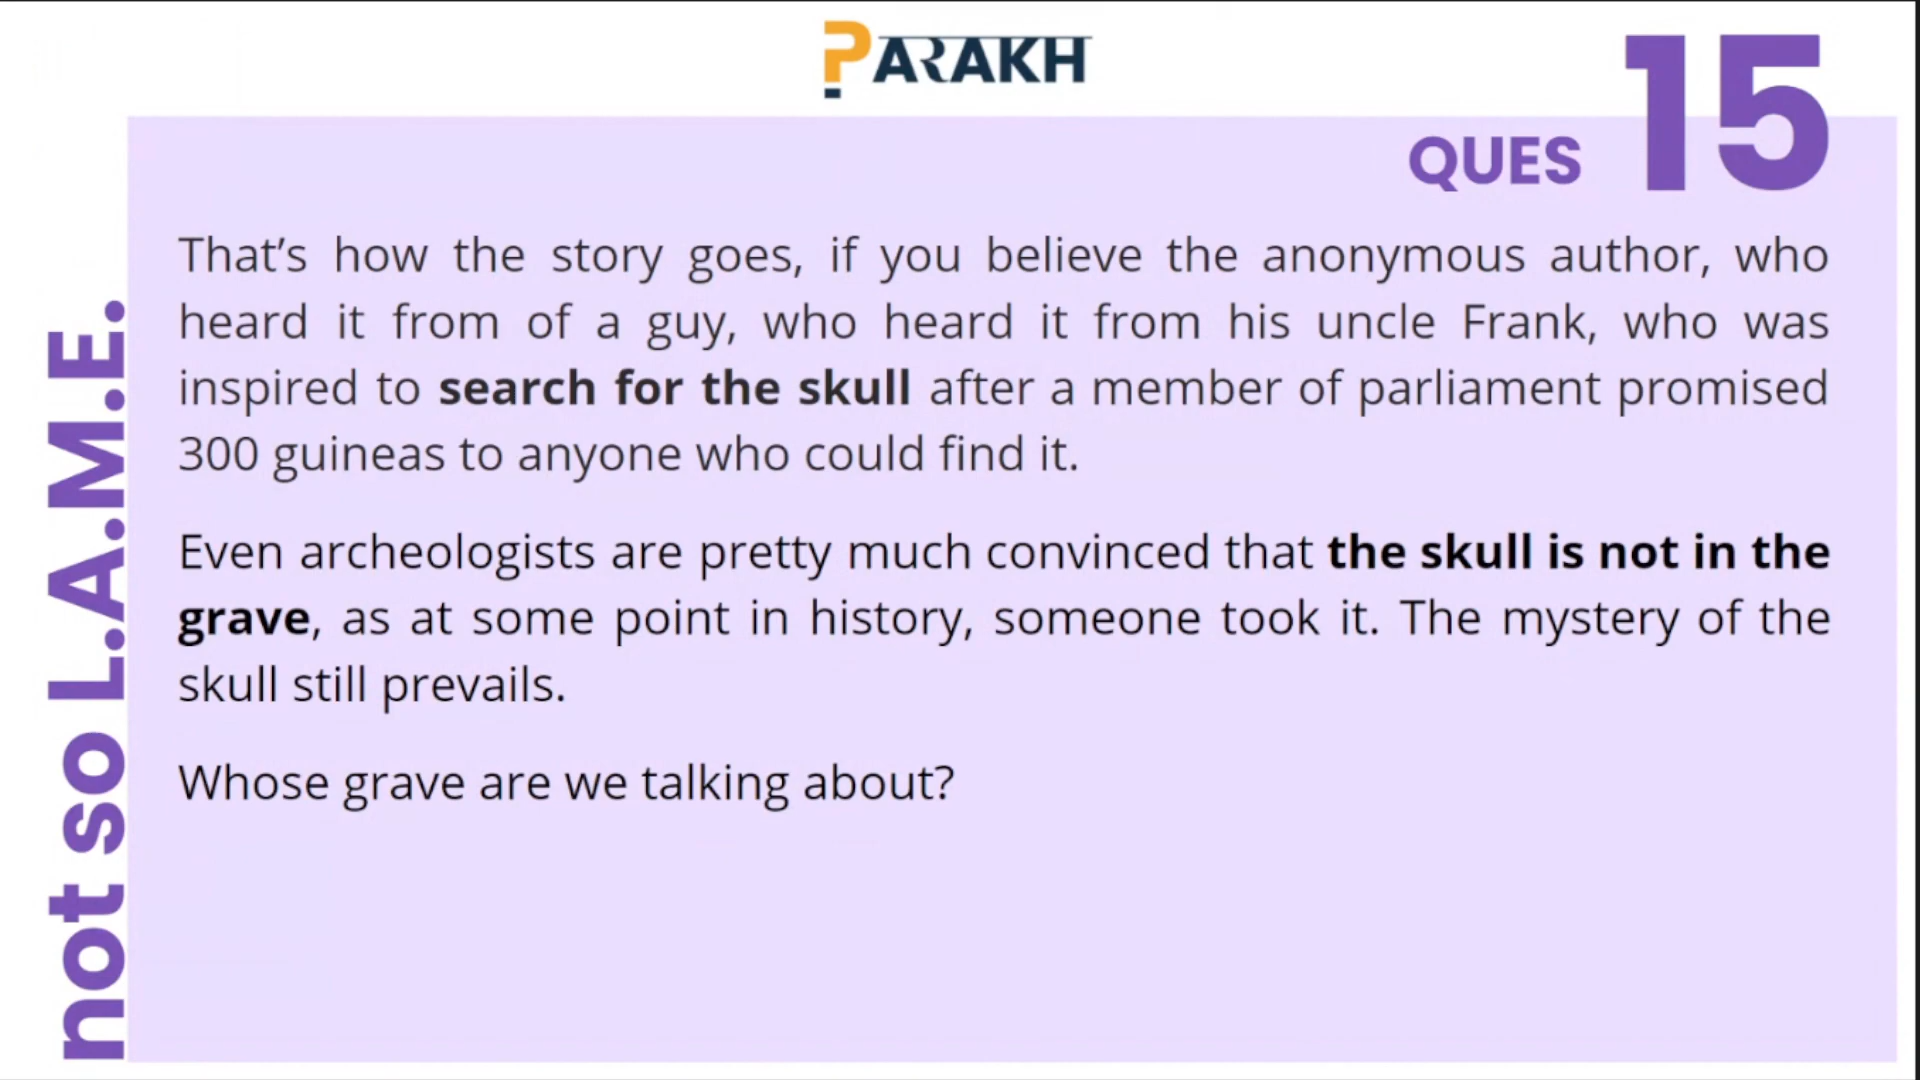 PARAKH
QUES 15
That's how the story goes, if you believe the anonymous author, who
heard it from of a guy, who heard it from his uncle Frank, who was
inspired to search for the skull after a member of parliament promised
300 guineas to anyone who could find it.
Even archeologists are pretty much convinced that the skull is not in the
grave, as at some point in history, someone took it. The mystery of the
skull still prevails.
Whose grave are we talking about?
not so L.A.M.E.